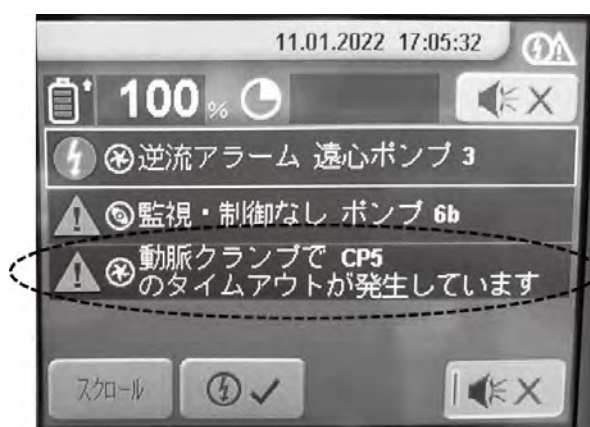 11.01.2022 17:05:32
100 %
逆流アラーム 遠心ポンプ 3
監視・制御なし ポンプ 6b
動脈クランプで CP5
のタイムアウトが発生しています
スクロール